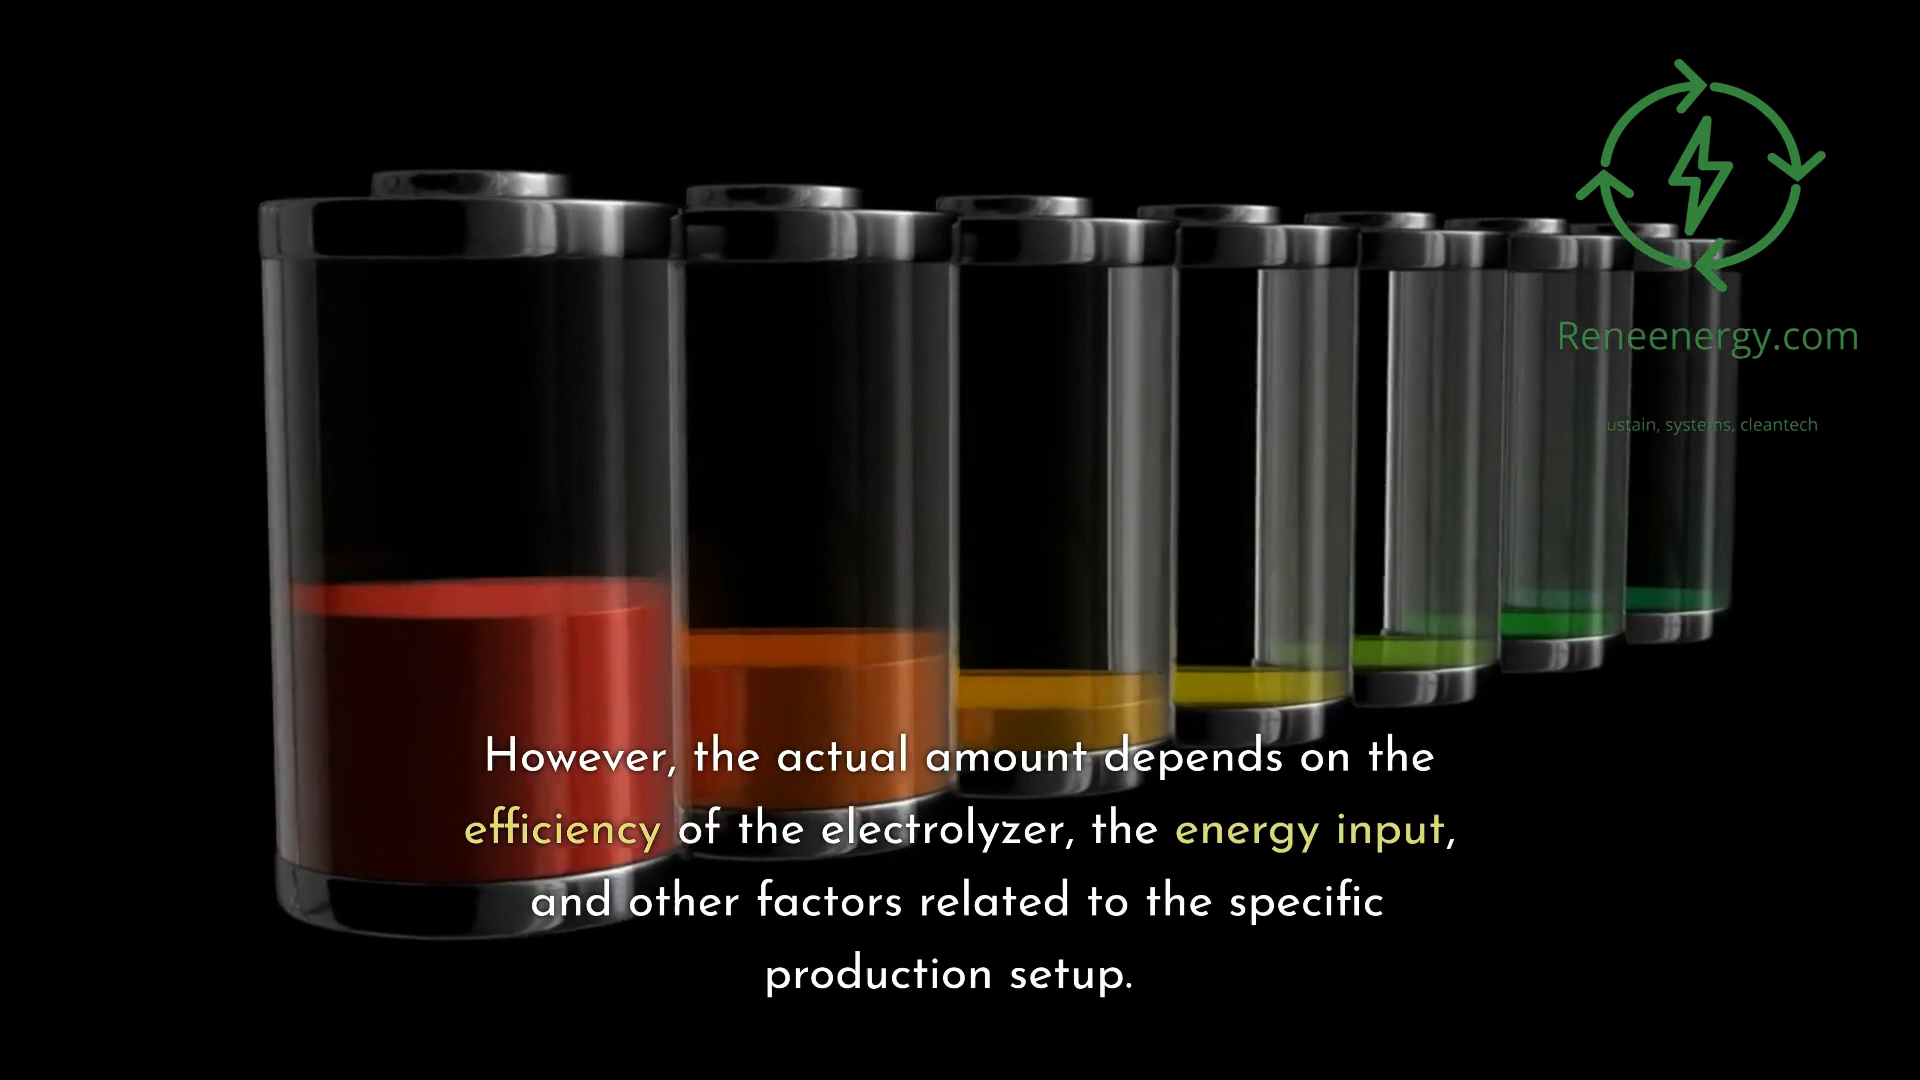 Reneenergy.com
ustain, systems, cleantech
However, the actual amount depends on the
efficiency of the electrolyzer, the energy input,
and other factors related to the specific
production setup.